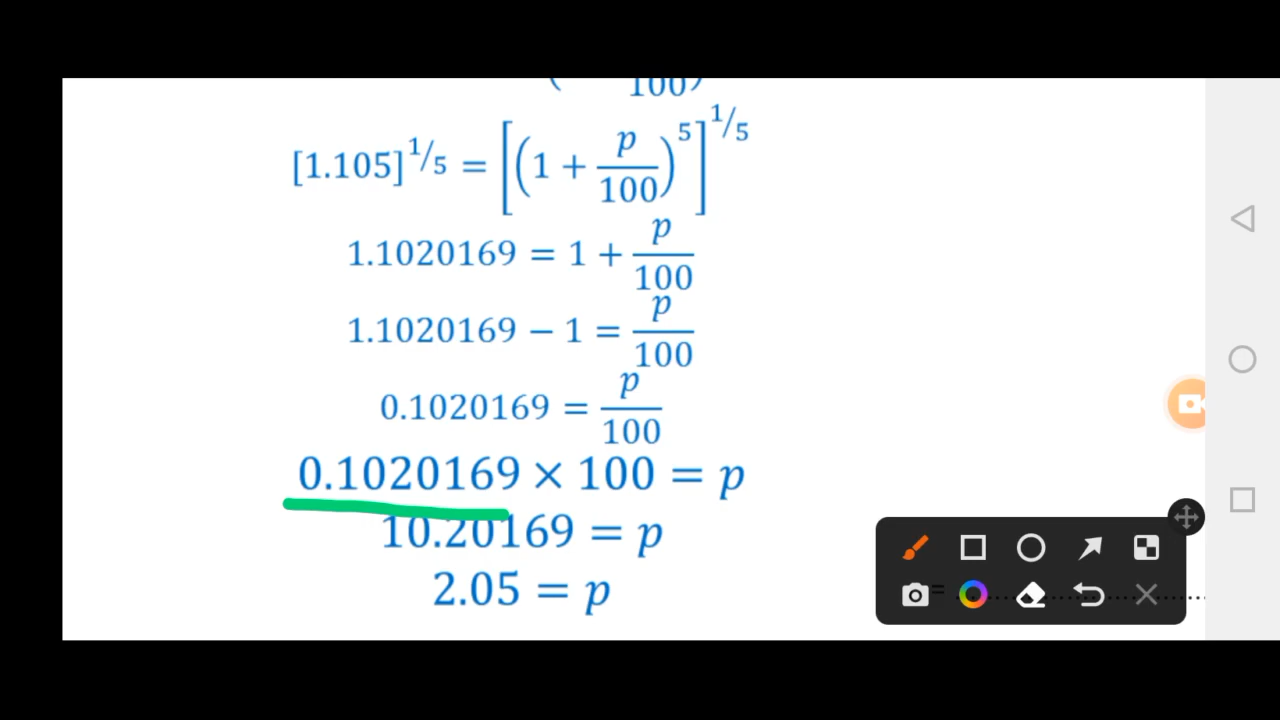 100)
[1.105]^1/5 = [(1 + p/100)^5]^1/5
1.1020169 = 1 + p/100
1.1020169 − 1 = p/100
0.1020169 = p/100
0.1020169 × 100 = p
10.20169 = p
2.05 = p